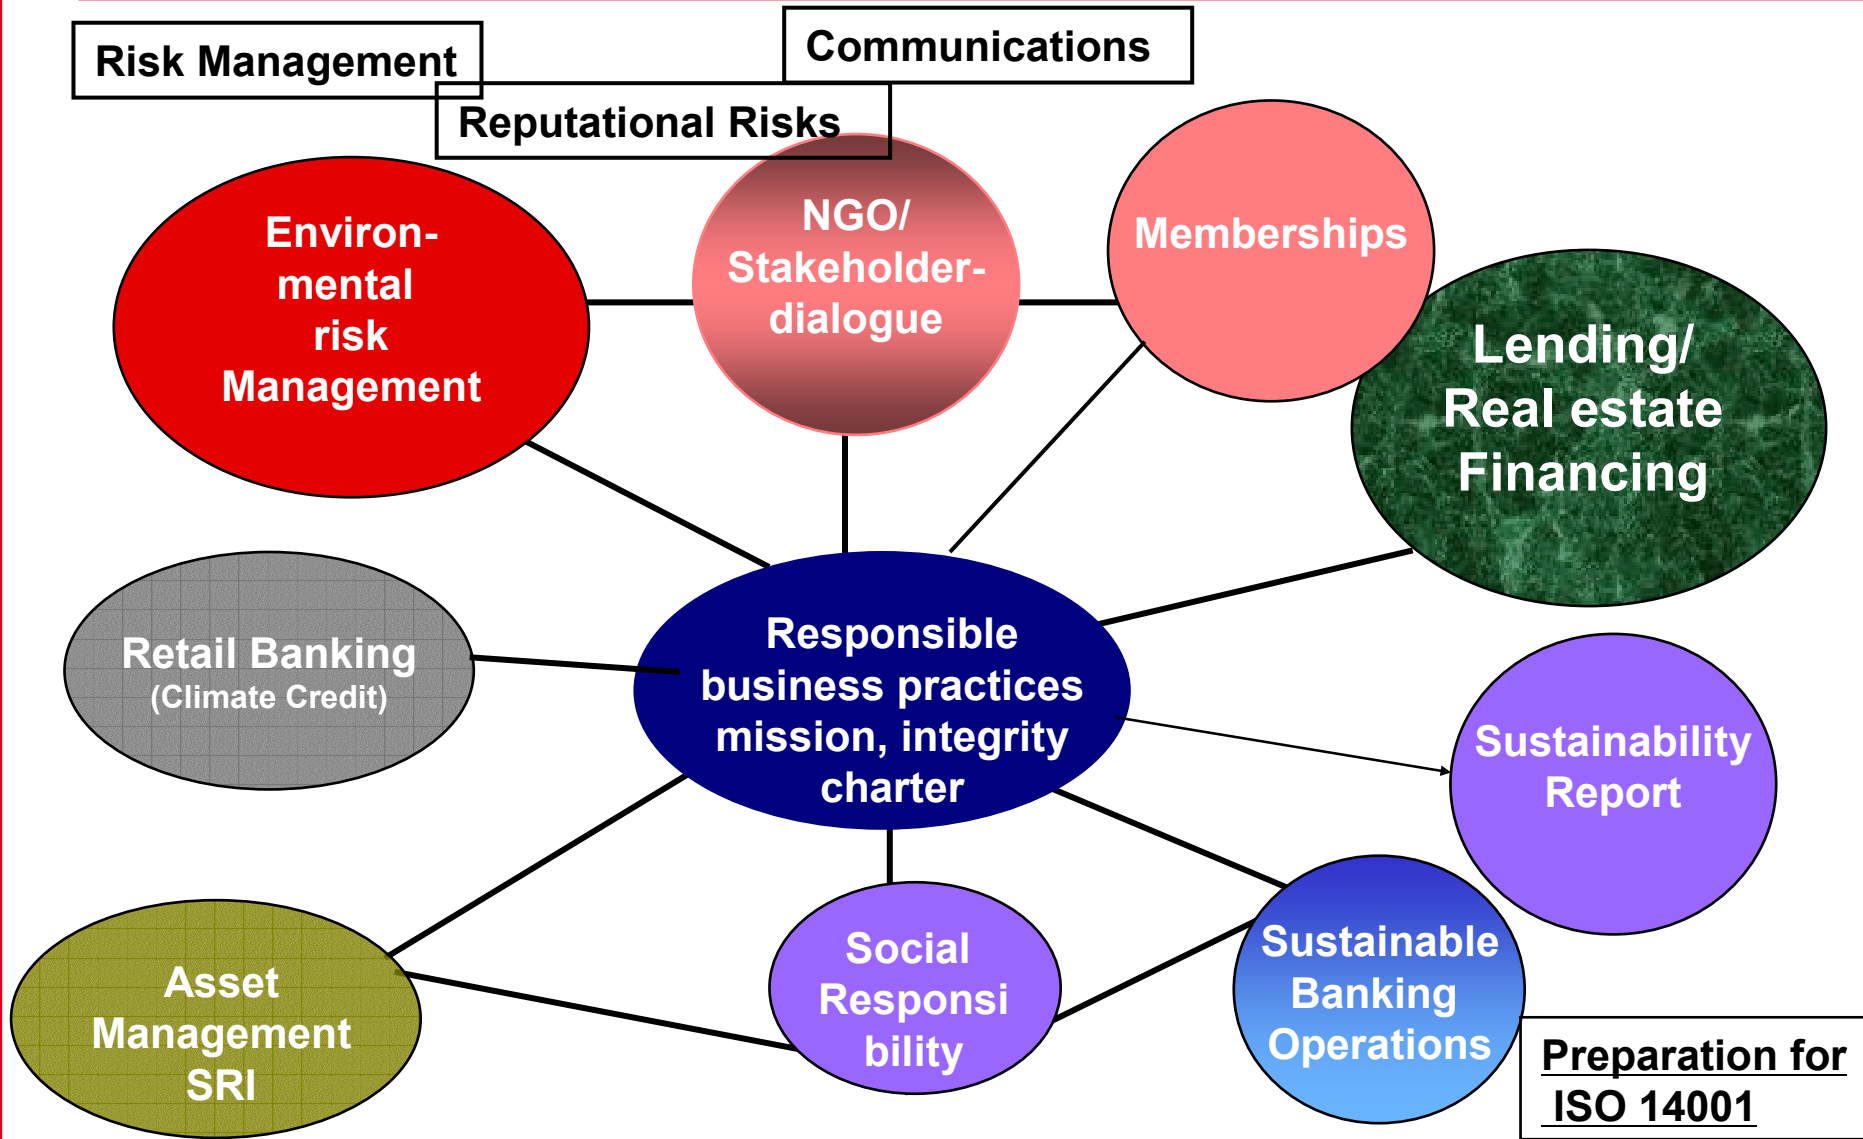 Risk Management
Communications
Reputational Risks
Environ-
mental
risk
Management
NGO/
Stakeholder-
dialogue
Memberships
Lending/
Real estate
Financing
Retail Banking
(Climate Credit)
Responsible
business practices
mission, integrity
charter
Sustainability
Report
Asset
Management
SRI
Social
Responsi
bility
Sustainable
Banking
Operations
Preparation for
ISO 14001